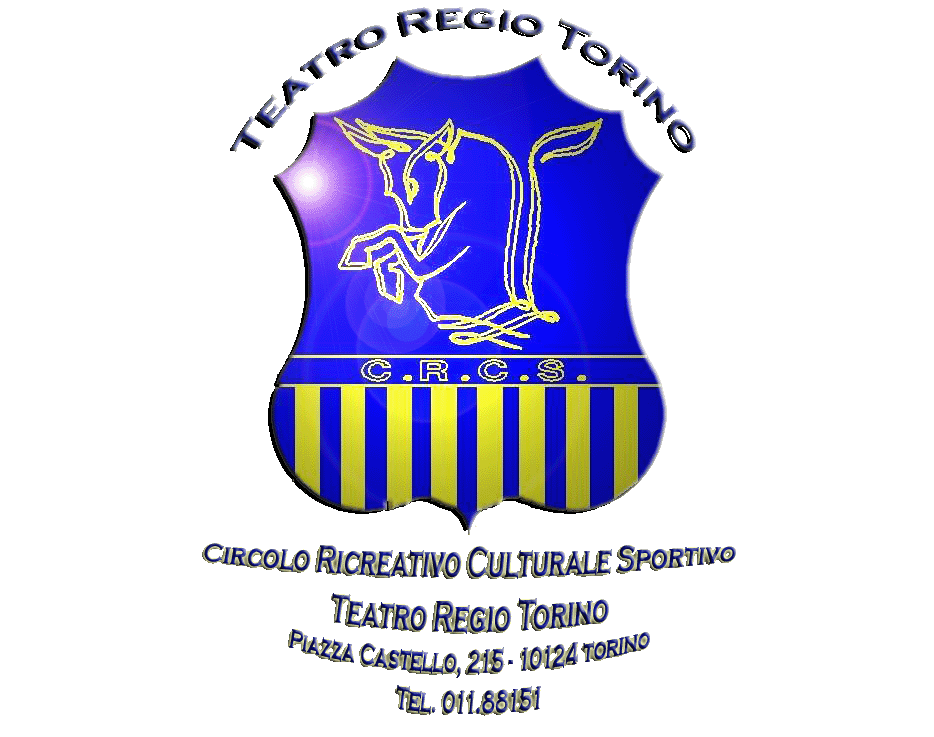 TEATRO REGIO TORINO
C.R.C.S.
CIRCOLO RICREATIVO CULTURALE SPORTIVO
TEATRO REGIO TORINO
PIAZZA CASTELLO, 215 - 10124 TORINO
TEL. 011.88151